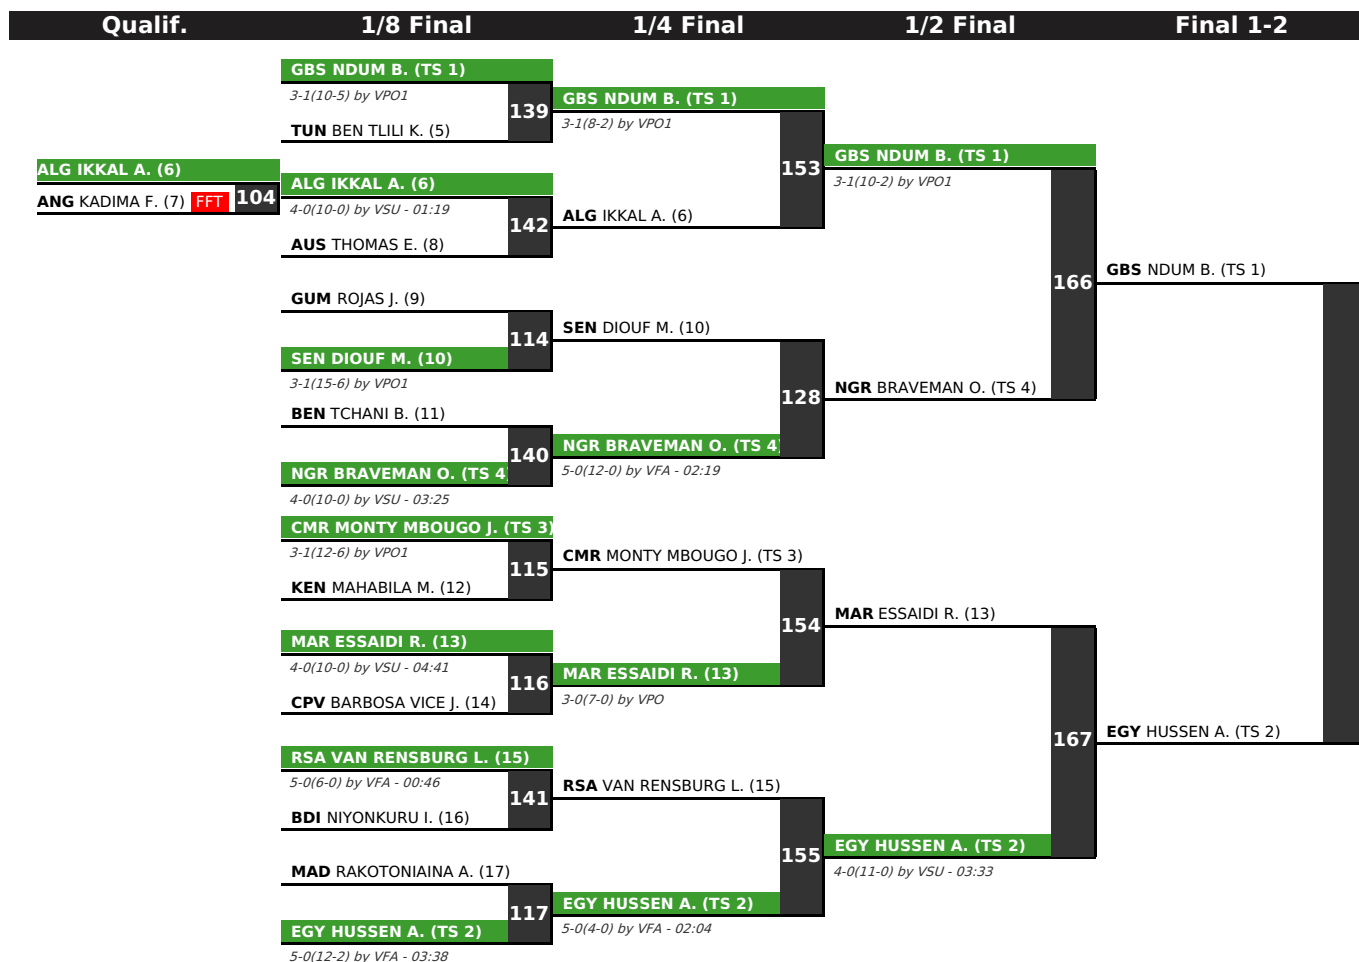 Qualif.
1/8 Final
1/4 Final
1/2 Final
Final 1-2
ALG IKKAL A. (6)
ANG KADIMA F. (7) FFT
104
GBS NDUM B. (TS 1)
3-1(10-5) by VPO1
139
TUN BEN TLILI K. (5)
ALG IKKAL A. (6)
4-0(10-0) by VSU - 01:19
142
AUS THOMAS E. (8)
GUM ROJAS J. (9)
114
SEN DIOUF M. (10)
3-1(15-6) by VPO1
BEN TCHANI B. (11)
140
NGR BRAVEMAN O. (TS 4)
4-0(10-0) by VSU - 03:25
CMR MONTY MBOUGO J. (TS 3)
3-1(12-6) by VPO1
115
KEN MAHABILA M. (12)
MAR ESSAIDI R. (13)
4-0(10-0) by VSU - 04:41
116
CPV BARBOSA VICE J. (14)
RSA VAN RENSBURG L. (15)
5-0(6-0) by VFA - 00:46
141
BDI NIYONKURU I. (16)
MAD RAKOTONIAINA A. (17)
117
EGY HUSSEN A. (TS 2)
5-0(12-2) by VFA - 03:38
GBS NDUM B. (TS 1)
3-1(8-2) by VPO1
153
ALG IKKAL A. (6)
SEN DIOUF M. (10)
128
NGR BRAVEMAN O. (TS 4)
5-0(12-0) by VFA - 02:19
CMR MONTY MBOUGO J. (TS 3)
154
MAR ESSAIDI R. (13)
3-0(7-0) by VPO
RSA VAN RENSBURG L. (15)
155
EGY HUSSEN A. (TS 2)
5-0(4-0) by VFA - 02:04
GBS NDUM B. (TS 1)
3-1(10-2) by VPO1
166
NGR BRAVEMAN O. (TS 4)
MAR ESSAIDI R. (13)
167
EGY HUSSEN A. (TS 2)
4-0(11-0) by VSU - 03:33
GBS NDUM B. (TS 1)
EGY HUSSEN A. (TS 2)